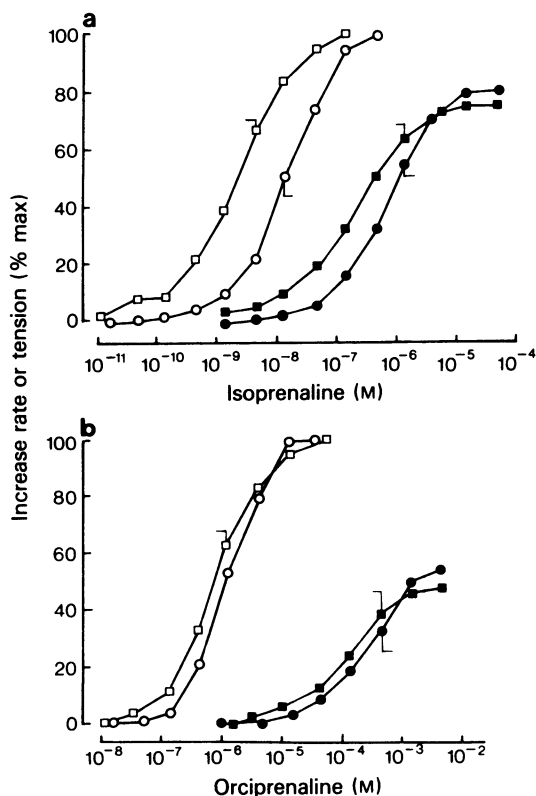 a
100
80
60
40
20
0
10⁻¹¹ 10⁻¹⁰ 10⁻⁹ 10⁻⁸ 10⁻⁷ 10⁻⁶ 10⁻⁵ 10⁻⁴
Isoprenaline (M)
Increase rate or tension (% max)
b
100
80
60
40
20
0
10⁻⁸ 10⁻⁷ 10⁻⁶ 10⁻⁵ 10⁻⁴ 10⁻³ 10⁻²
Orciprenaline (M)